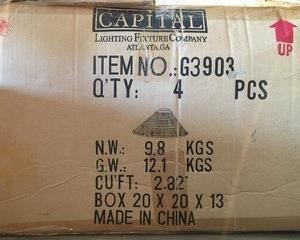 CAPITAL
LIGHTING FIXTURE COMPANY
ATLANTA.GA
UP
ITEM NO.:G3903
Q'TY: 4 PCS
N.W: 9.8 KGS
G.W: 12.1 KGS
CU'FT: 2.82'
BOX 20 X 20 X 13
MADE IN CHINA